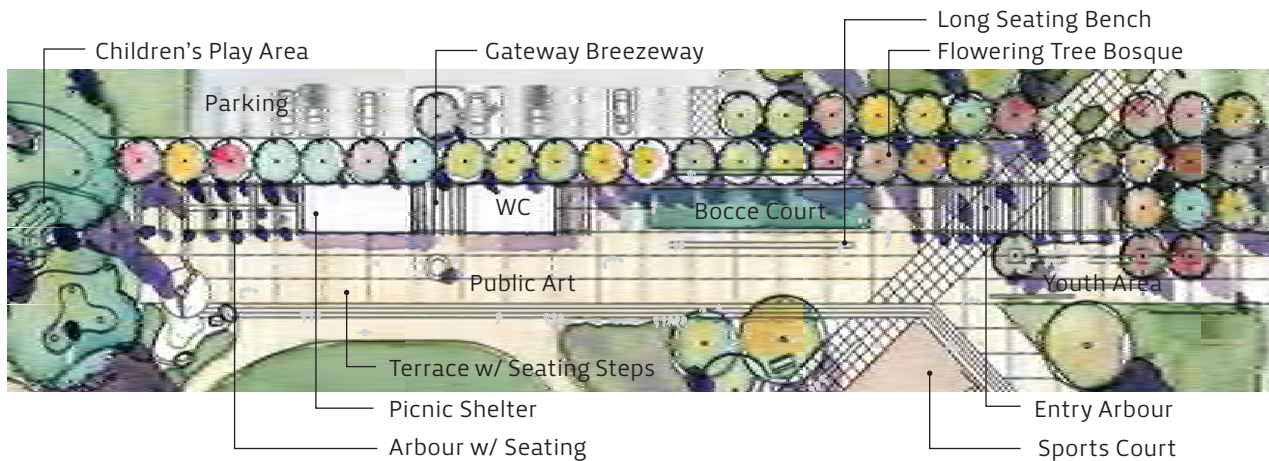 Long Seating Bench
Children’s Play Area
Gateway Breezeway
Flowering Tree Bosque
Parking
WC
Bocce Court
Public Art
Youth Area
Terrace w/ Seating Steps
Picnic Shelter
Entry Arbour
Arbour w/ Seating
Sports Court